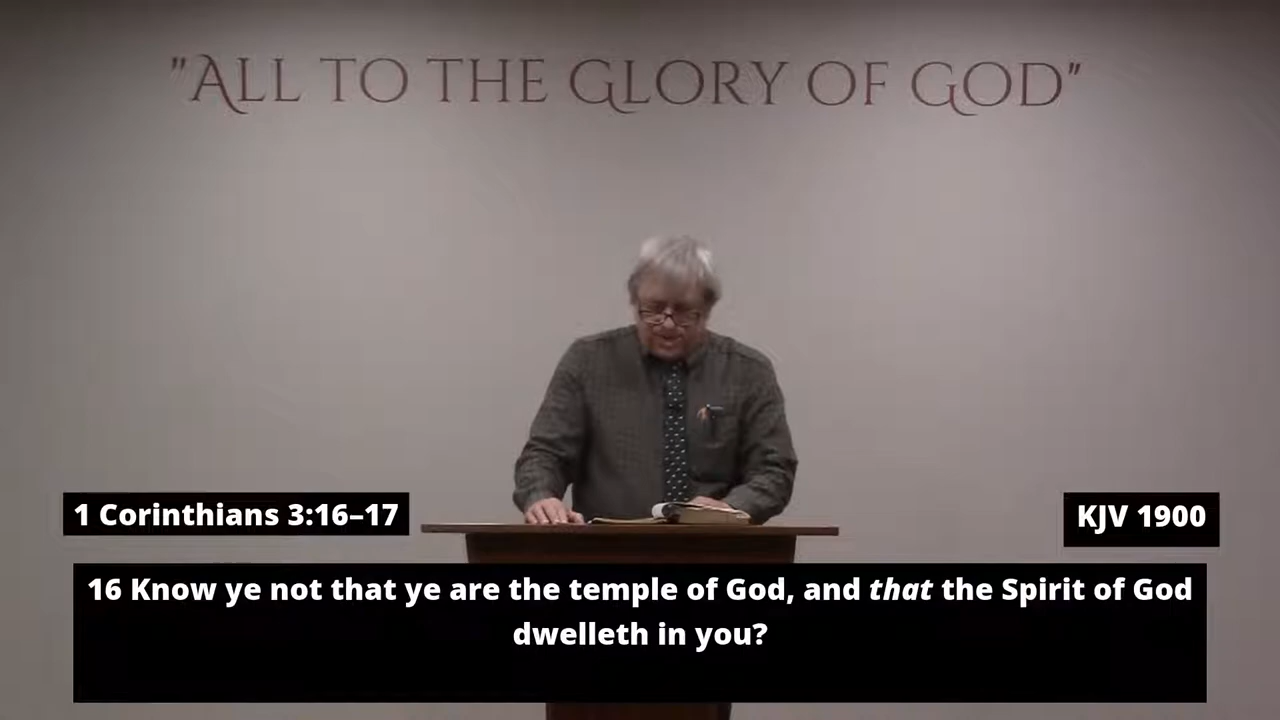 "ALL TO THE GLORY OF GOD"
1 Corinthians 3:16–17
KJV 1900
16 Know ye not that ye are the temple of God, and that the Spirit of God
dwelleth in you?